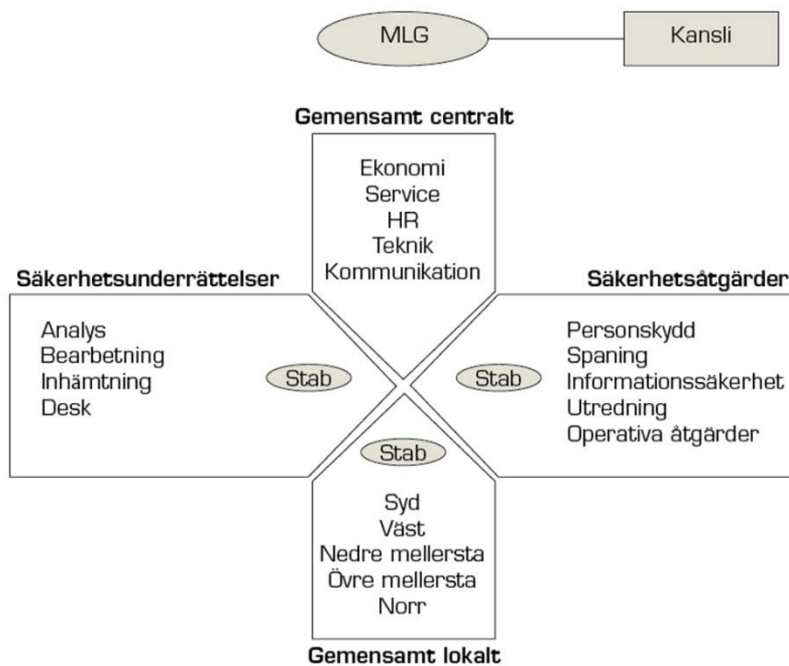 MLG
Kansli
Gemensamt centralt
Ekonomi
Service
HR
Teknik
Kommunikation
Säkerhetsunderrättelser
Analys
Bearbetning
Inhämtning
Desk
Stab
Säkerhetsåtgärder
Stab
Personskydd
Spaning
Informationssäkerhet
Utredning
Operativa åtgärder
Stab
Syd
Väst
Nedre mellersta
Övre mellersta
Norr
Gemensamt lokalt